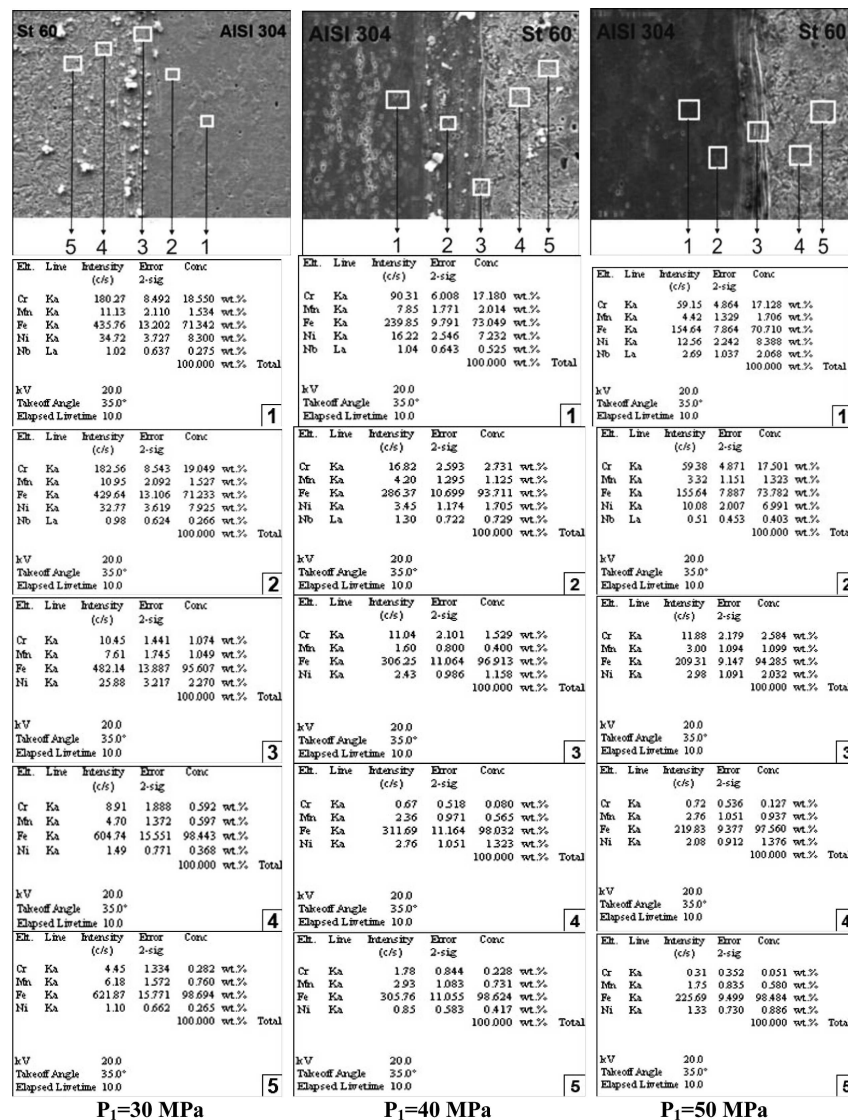 St 60 AISI 304
5 4 3 2 1
Elt. Line Intensity Error Conc
(c/s) 2-sig
Cr Ka 180.27 8.492 18.550 wt.%
Mn Ka 11.13 2.110 1.534 wt.%
Fe Ka 435.76 13.202 71.342 wt.%
Ni Ka 34.72 3.727 8.300 wt.%
Nb La 1.02 0.637 0.275 wt.%
100.000 wt.% Total
kV 20.0
Takeoff Angle 35.0°
Elapsed Livetime 10.0
1
Elt. Line Intensity Error Conc
(c/s) 2-sig
Cr Ka 182.56 8.543 19.049 wt.%
Mn Ka 10.95 2.092 1.527 wt.%
Fe Ka 429.64 13.106 71.233 wt.%
Ni Ka 32.77 3.619 7.925 wt.%
Nb La 0.98 0.624 0.266 wt.%
100.000 wt.% Total
kV 20.0
Takeoff Angle 35.0°
Elapsed Livetime 10.0
2
Elt. Line Intensity Error Conc
(c/s) 2-sig
Cr Ka 10.45 1.441 1.074 wt.%
Mn Ka 7.61 1.745 1.049 wt.%
Fe Ka 482.14 13.887 95.607 wt.%
Ni Ka 25.88 3.217 2.270 wt.%
100.000 wt.% Total
kV 20.0
Takeoff Angle 35.0°
Elapsed Livetime 10.0
3
Elt. Line Intensity Error Conc
(c/s) 2-sig
Cr Ka 8.91 1.888 0.592 wt.%
Mn Ka 4.70 1.372 0.597 wt.%
Fe Ka 604.74 15.551 98.443 wt.%
Ni Ka 1.49 0.771 0.368 wt.%
100.000 wt.% Total
kV 20.0
Takeoff Angle 35.0°
Elapsed Livetime 10.0
4
Elt. Line Intensity Error Conc
(c/s) 2-sig
Cr Ka 4.45 1.334 0.282 wt.%
Mn Ka 6.18 1.572 0.760 wt.%
Fe Ka 621.87 15.771 98.694 wt.%
Ni Ka 1.10 0.662 0.265 wt.%
100.000 wt.% Total
kV 20.0
Takeoff Angle 35.0°
Elapsed Livetime 10.0
5
P₁=30 MPa
AISI 304 St 60
1 2 3 4 5
Elt. Line Intensity Error Conc
(c/s) 2-sig
Cr Ka 90.31 6.008 17.180 wt.%
Mn Ka 7.85 1.771 2.014 wt.%
Fe Ka 239.85 9.791 73.049 wt.%
Ni Ka 16.22 2.546 7.232 wt.%
Nb La 1.04 0.643 0.525 wt.%
100.000 wt.% Total
kV 20.0
Takeoff Angle 35.0°
Elapsed Livetime 10.0
1
Elt. Line Intensity Error Conc
(c/s) 2-sig
Cr Ka 16.82 2.593 2.731 wt.%
Mn Ka 4.20 1.295 1.125 wt.%
Fe Ka 286.37 10.699 93.711 wt.%
Ni Ka 3.45 1.174 1.705 wt.%
Nb La 1.30 0.722 0.729 wt.%
100.000 wt.% Total
kV 20.0
Takeoff Angle 35.0°
Elapsed Livetime 10.0
2
Elt. Line Intensity Error Conc
(c/s) 2-sig
Cr Ka 11.04 2.101 1.529 wt.%
Mn Ka 1.60 0.800 0.400 wt.%
Fe Ka 306.25 11.064 96.913 wt.%
Ni Ka 2.43 0.986 1.158 wt.%
100.000 wt.% Total
kV 20.0
Takeoff Angle 35.0°
Elapsed Livetime 10.0
3
Elt. Line Intensity Error Conc
(c/s) 2-sig
Cr Ka 0.67 0.518 0.080 wt.%
Mn Ka 2.36 0.971 0.565 wt.%
Fe Ka 311.69 11.164 98.032 wt.%
Ni Ka 2.76 1.051 1.323 wt.%
100.000 wt.% Total
kV 20.0
Takeoff Angle 35.0°
Elapsed Livetime 10.0
4
Elt. Line Intensity Error Conc
(c/s) 2-sig
Cr Ka 1.78 0.844 0.228 wt.%
Mn Ka 2.93 1.083 0.731 wt.%
Fe Ka 305.76 11.055 98.624 wt.%
Ni Ka 0.85 0.583 0.417 wt.%
100.000 wt.% Total
kV 20.0
Takeoff Angle 35.0°
Elapsed Livetime 10.0
5
P₁=40 MPa
AISI 304 St 60
1 2 3 4 5
Elt. Line Intensity Error Conc
(c/s) 2-sig
Cr Ka 59.15 4.864 17.128 wt.%
Mn Ka 4.42 1.329 1.706 wt.%
Fe Ka 154.64 7.864 70.710 wt.%
Ni Ka 12.56 2.242 8.388 wt.%
Nb La 2.69 1.037 2.068 wt.%
100.000 wt.% Total
kV 20.0
Takeoff Angle 35.0°
Elapsed Livetime 10.0
1
Elt. Line Intensity Error Conc
(c/s) 2-sig
Cr Ka 59.38 4.871 17.501 wt.%
Mn Ka 3.32 1.151 1.323 wt.%
Fe Ka 155.64 7.887 73.782 wt.%
Ni Ka 10.08 2.007 6.991 wt.%
Nb La 0.51 0.453 0.403 wt.%
100.000 wt.% Total
kV 20.0
Takeoff Angle 35.0°
Elapsed Livetime 10.0
2
Elt. Line Intensity Error Conc
(c/s) 2-sig
Cr Ka 11.88 2.179 2.584 wt.%
Mn Ka 3.00 1.094 1.099 wt.%
Fe Ka 209.31 9.147 94.285 wt.%
Ni Ka 2.98 1.091 2.032 wt.%
100.000 wt.% Total
kV 20.0
Takeoff Angle 35.0°
Elapsed Livetime 10.0
3
Elt. Line Intensity Error Conc
(c/s) 2-sig
Cr Ka 0.72 0.536 0.127 wt.%
Mn Ka 2.76 1.051 0.937 wt.%
Fe Ka 219.83 9.377 97.560 wt.%
Ni Ka 2.08 0.912 1.376 wt.%
100.000 wt.% Total
kV 20.0
Takeoff Angle 35.0°
Elapsed Livetime 10.0
4
Elt. Line Intensity Error Conc
(c/s) 2-sig
Cr Ka 0.31 0.352 0.051 wt.%
Mn Ka 1.75 0.835 0.580 wt.%
Fe Ka 225.69 9.499 98.484 wt.%
Ni Ka 1.33 0.730 0.886 wt.%
100.000 wt.% Total
kV 20.0
Takeoff Angle 35.0°
Elapsed Livetime 10.0
5
P₁=50 MPa